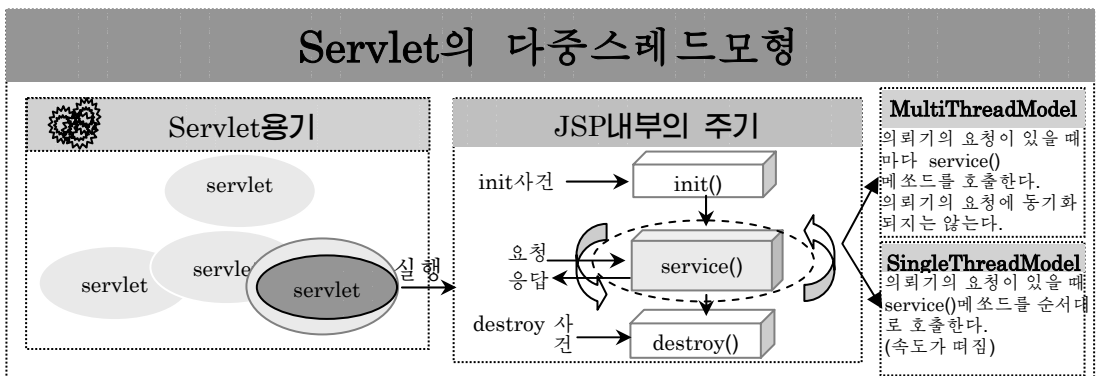 Servlet의 다중스레드모형
Servlet용기
servlet
servlet
servlet
servlet
실행
JSP내부의 주기
init사건
init()
요청
응답
service()
destroy 사
건
destroy()
MultiThreadModel
의뢰기의 요청이 있을 때
마다 service()
메쏘드를 호출한다.
의뢰기의 요청에 동기화
되지는 않는다.
SingleThreadModel
의뢰기의 요청이 있을 때
service()메쏘드를 순서대
로 호출한다.
(속도가 떠짐)